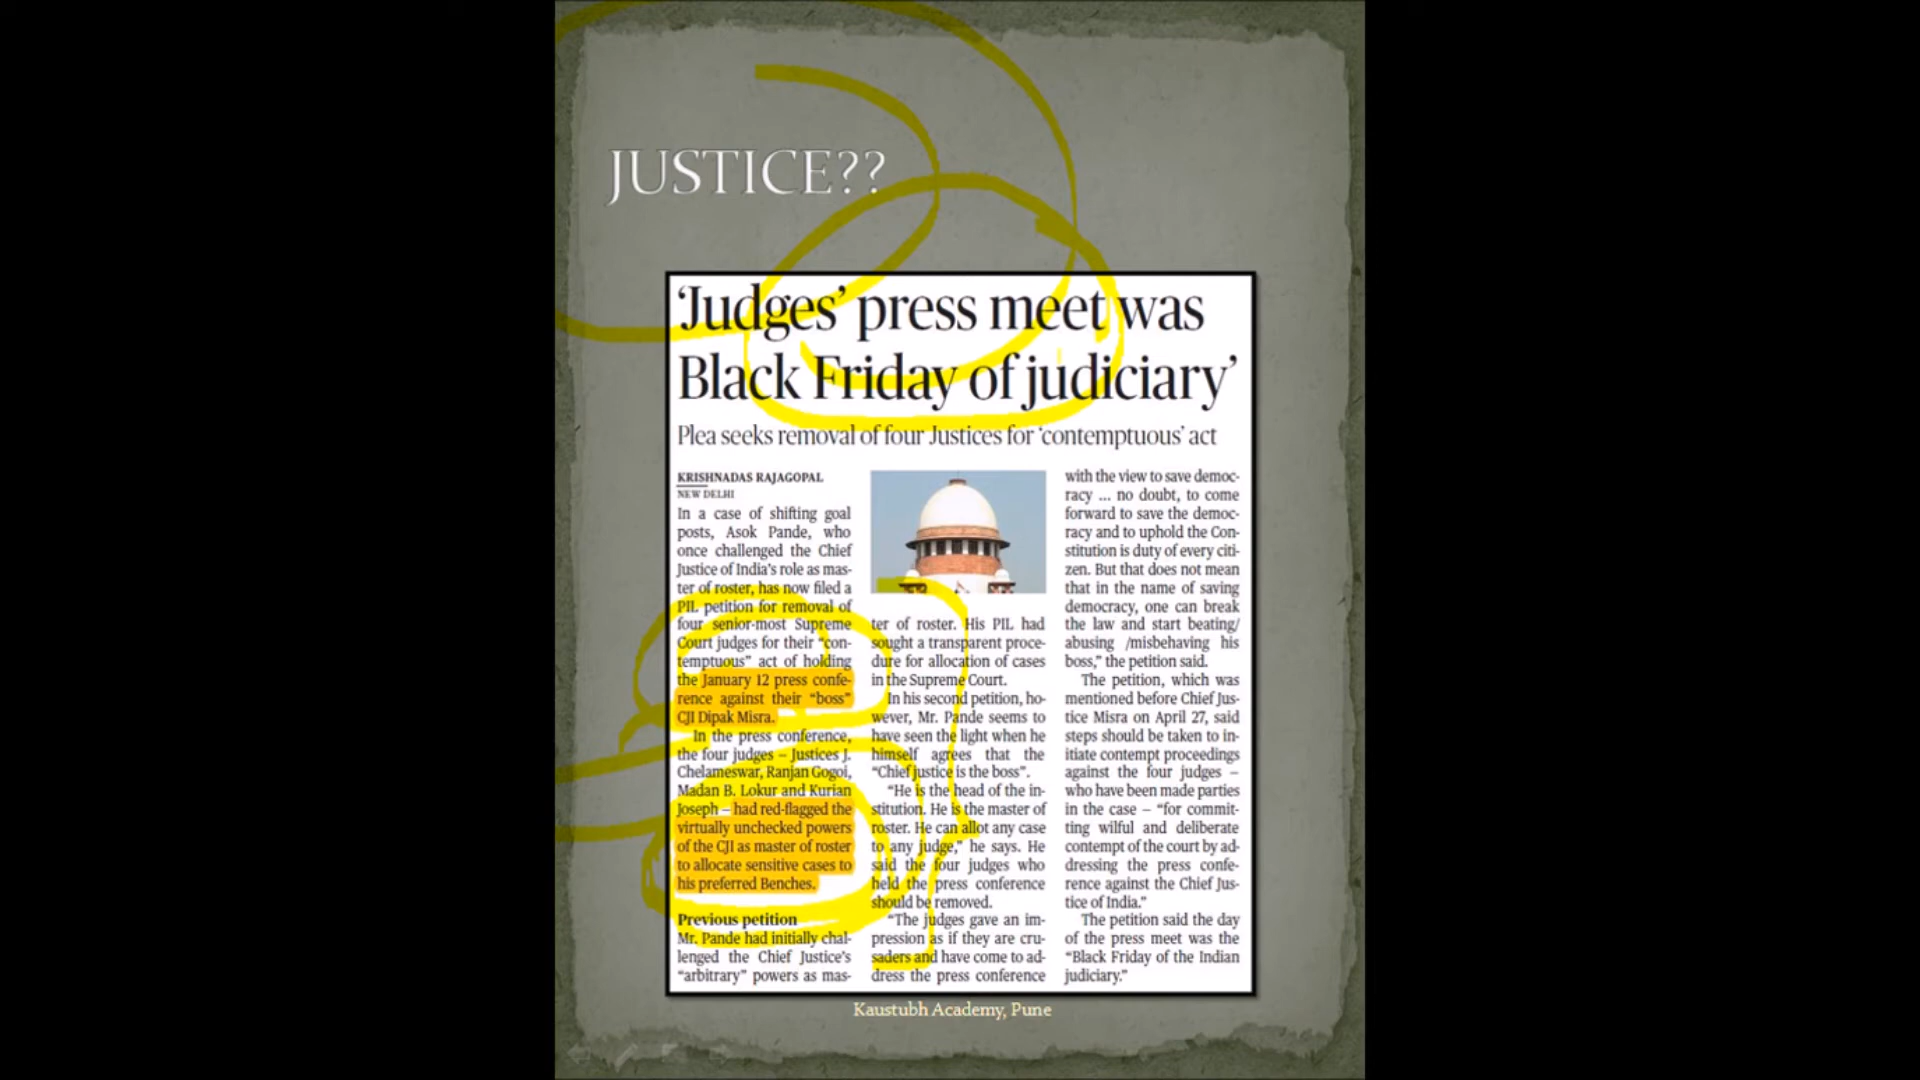 JUSTICE??
‘Judges’ press meet was
Black Friday of judiciary’
Plea seeks removal of four Justices for ‘contemptuous’ act
KRISHNADAS RAJAGOPAL
NEW DELHI
In a case of shifting goal
posts, Asok Pande, who
once challenged the Chief
Justice of India's role as mas-
ter of roster, has now filed a
PIL petition for removal of
four senior-most Supreme
Court judges for their “con-
temptuous” act of holding
the January 12 press confe-
rence against their “boss”
CJI Dipak Misra.
In the press conference,
the four judges – Justices J.
Chelameswar, Ranjan Gogoi,
Madan B. Lokur and Kurian
Joseph – had red-flagged the
virtually unchecked powers
of the CJI as master of roster
to allocate sensitive cases to
his preferred Benches.
Previous petition
Mr. Pande had initially chal-
lenged the Chief Justice's
“arbitrary” powers as mas-
ter of roster. His PIL had
sought a transparent proce-
dure for allocation of cases
in the Supreme Court.
In his second petition, ho-
wever, Mr. Pande seems to
have seen the light when he
himself agrees that the
“Chief justice is the boss”.
“He is the head of the in-
stitution. He is the master of
roster. He can allot any case
to any judge,” he says. He
said the four judges who
held the press conference
should be removed.
“The judges gave an im-
pression as if they are cru-
saders and have come to ad-
dress the press conference
with the view to save democ-
racy ... no doubt, to come
forward to save the democ-
racy and to uphold the Con-
stitution is duty of every citi-
zen. But that does not mean
that in the name of saving
democracy, one can break
the law and start beating/
abusing /misbehaving his
boss,” the petition said.
The petition, which was
mentioned before Chief Jus-
tice Misra on April 27, said
steps should be taken to in-
itiate contempt proceedings
against the four judges –
who have been made parties
in the case – “for commit-
ting wilful and deliberate
contempt of the court by ad-
dressing the press confe-
rence against the Chief Jus-
tice of India.”
The petition said the day
of the press meet was the
“Black Friday of the Indian
judiciary.”
Kaustubh Academy, Pune